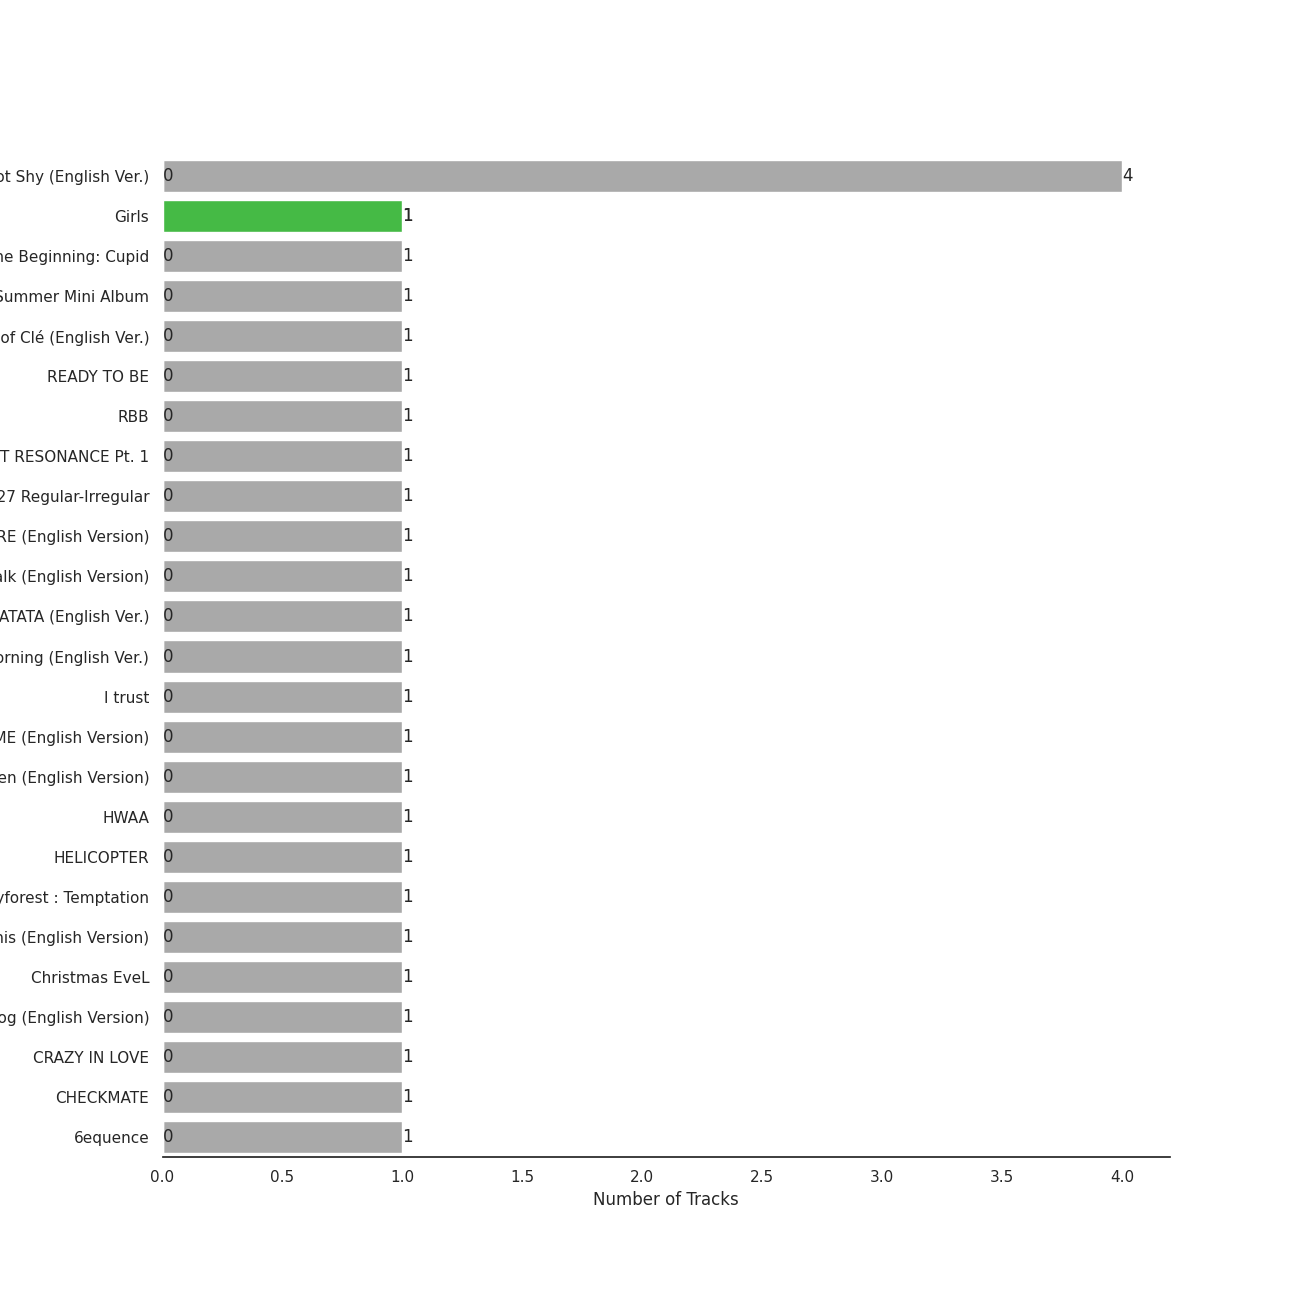 ot Shy (English Ver.) 0 4
Girls 1
ne Beginning: Cupid 0 1
Summer Mini Album 0 1
of Clé (English Ver.) 0 1
READY TO BE 0 1
RBB 0 1
T RESONANCE Pt. 1 0 1
27 Regular-Irregular 0 1
RE (English Version) 0 1
alk (English Version) 0 1
ATATA (English Ver.) 0 1
orning (English Ver.) 0 1
I trust 0 1
ME (English Version) 0 1
en (English Version) 0 1
HWAA 0 1
HELICOPTER 0 1
yforest : Temptation 0 1
his (English Version) 0 1
Christmas EveL 0 1
og (English Version) 0 1
CRAZY IN LOVE 0 1
CHECKMATE 0 1
6equence 0 1
0.0 0.5 1.0 1.5 2.0 2.5 3.0 3.5 4.0
Number of Tracks